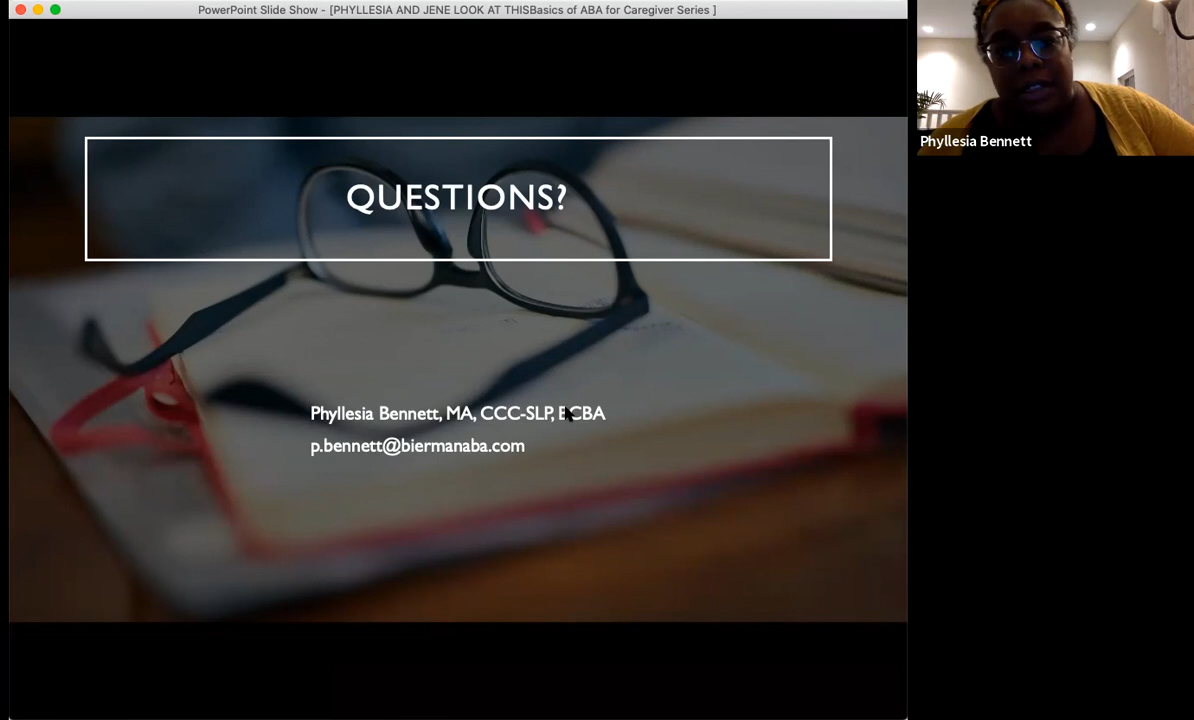 PowerPoint Slide Show - [PHYLLESIA AND JENE LOOK AT THISBasics of ABA for Caregiver Series ]
Phyllesia Bennett
QUESTIONS?
Phyllesia Bennett, MA, CCC-SLP, BCBA
p.bennett@biermanaba.com